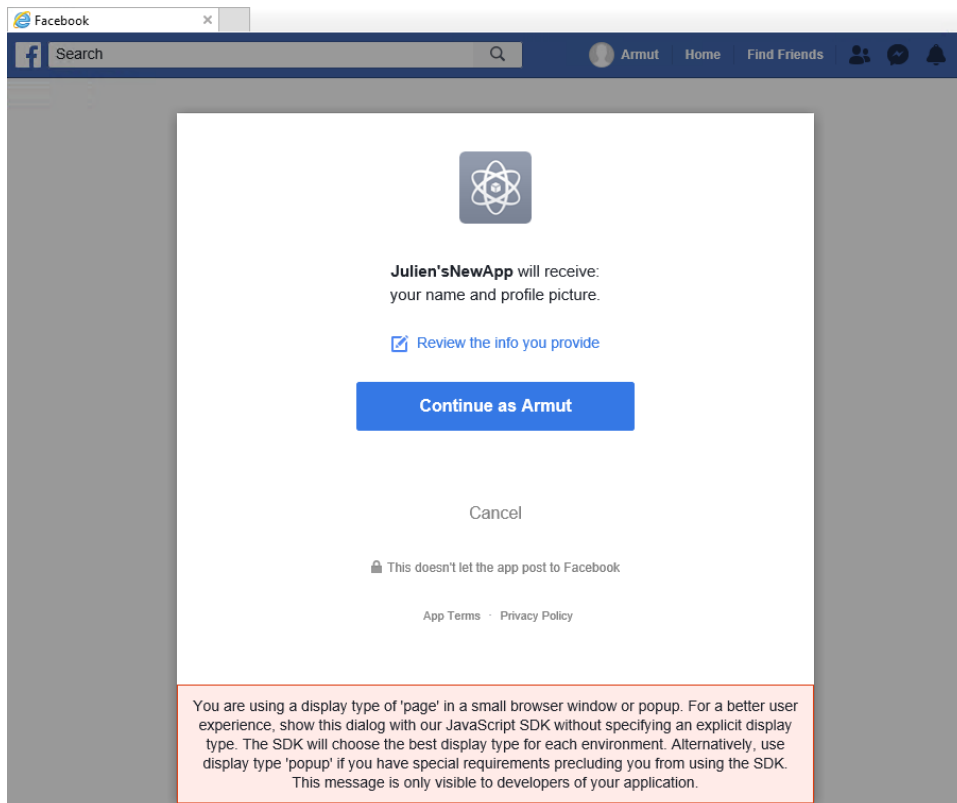 Facebook
Search
Armut
Home
Find Friends
Julien'sNewApp will receive:
your name and profile picture.
Review the info you provide
Continue as Armut
Cancel
This doesn't let the app post to Facebook
App Terms · Privacy Policy
You are using a display type of 'page' in a small browser window or popup. For a better user
experience, show this dialog with our JavaScript SDK without specifying an explicit display
type. The SDK will choose the best display type for each environment. Alternatively, use
display type 'popup' if you have special requirements precluding you from using the SDK.
This message is only visible to developers of your application.